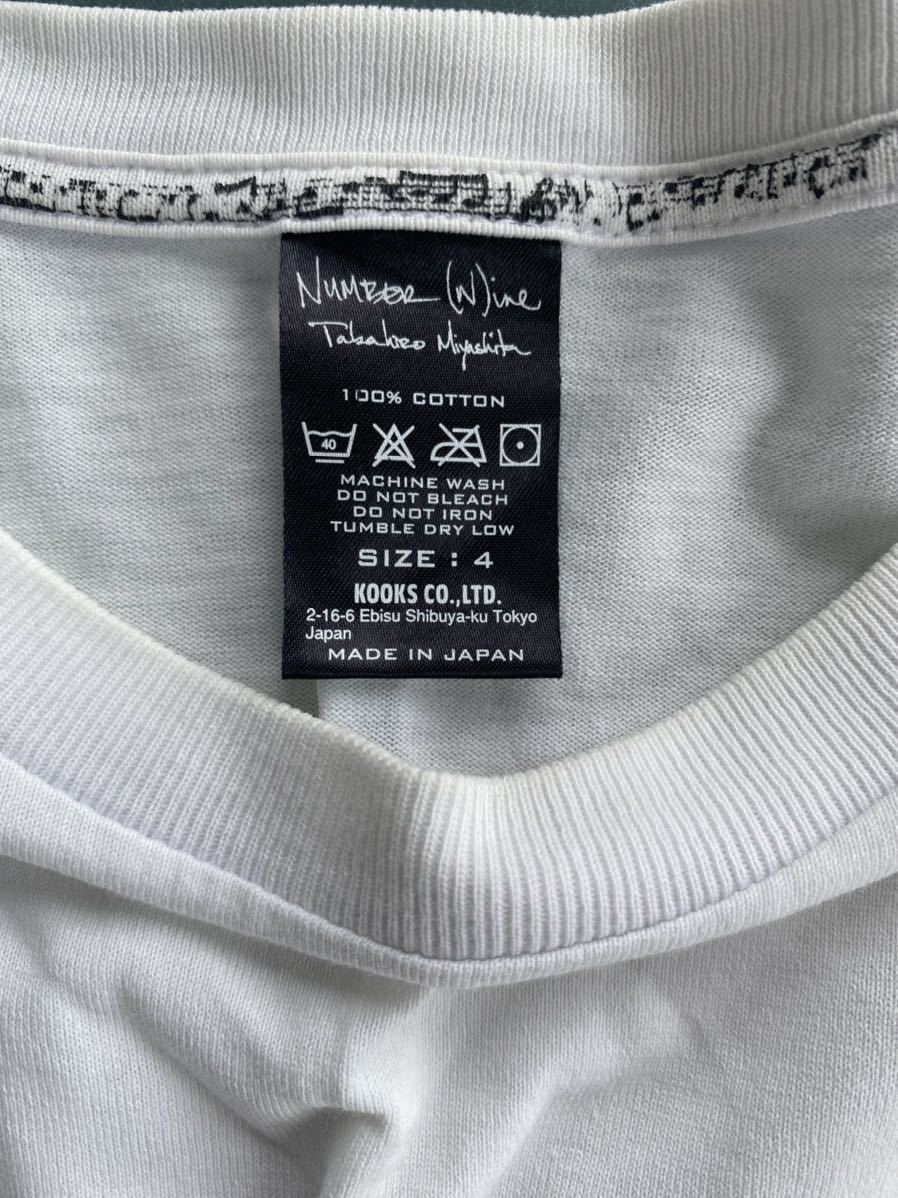 NUMBER (N)ine
Takahiro Miyashita
100% COTTON
40
MACHINE WASH
DO NOT BLEACH
DO NOT IRON
TUMBLE DRY LOW
SIZE : 4
KOOKS CO.,LTD.
2-16-6 Ebisu Shibuya-ku Tokyo
Japan
MADE IN JAPAN